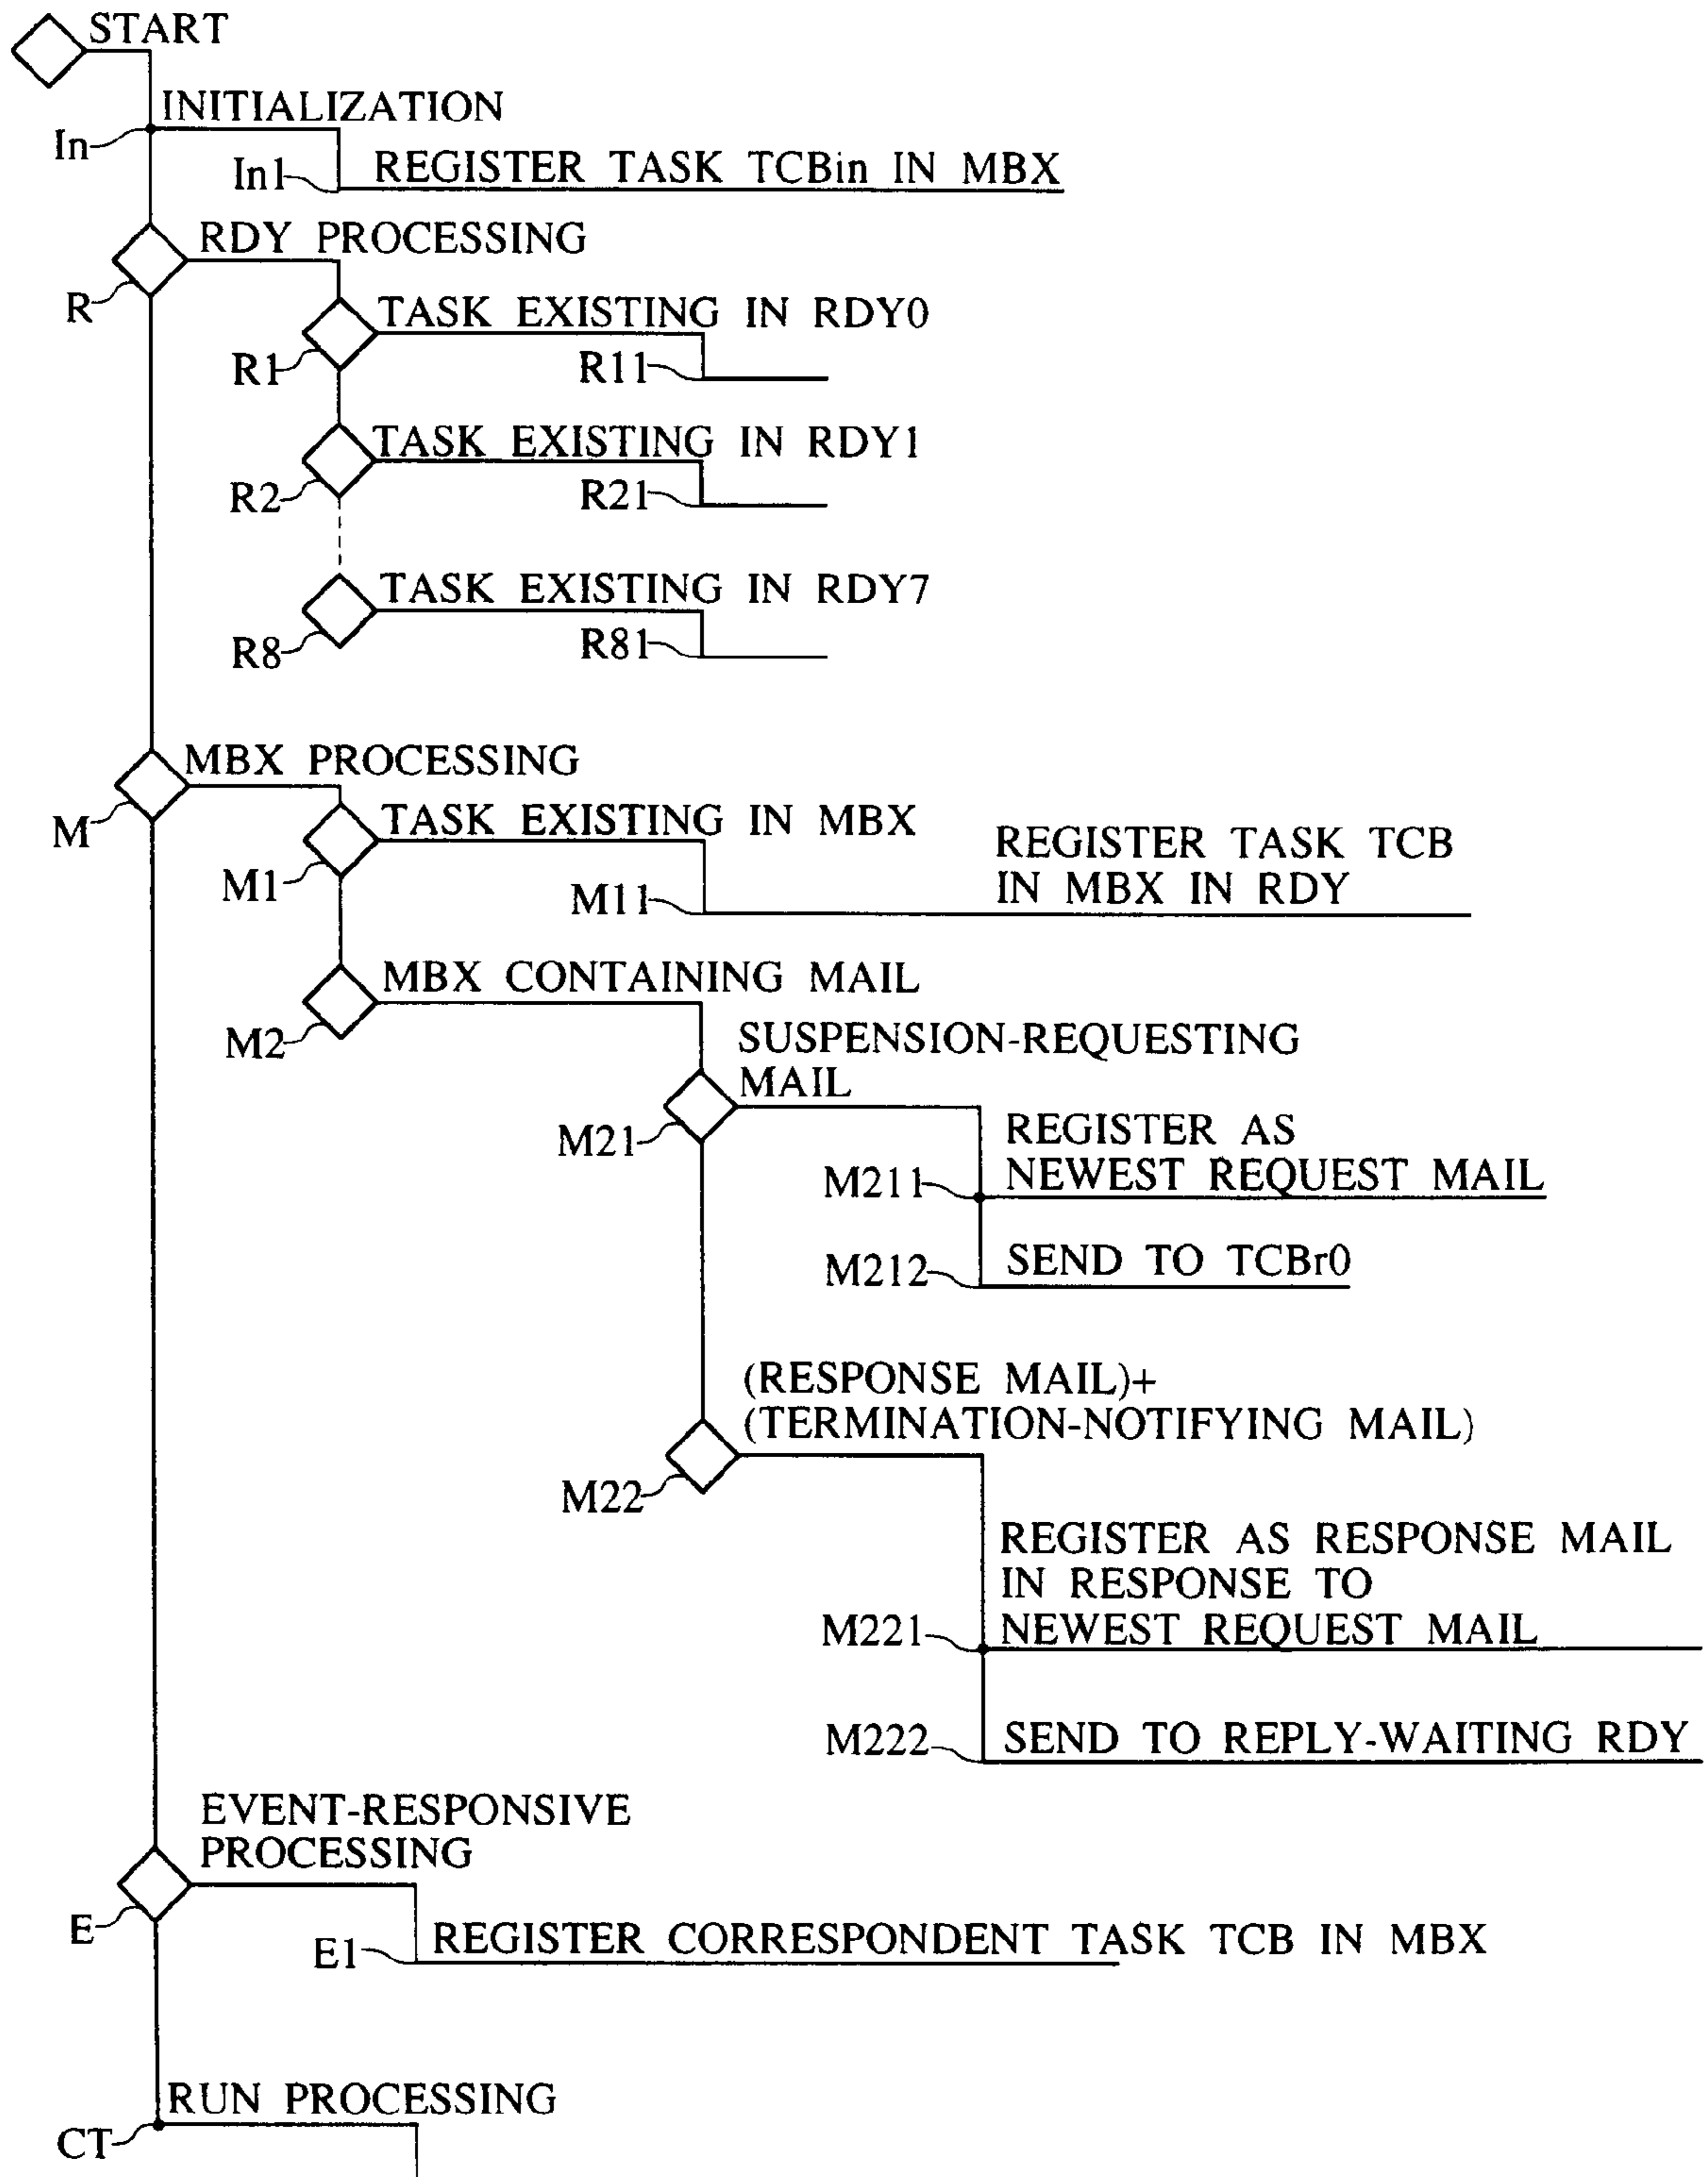 START
INITIALIZATION
In
In1
REGISTER TASK TCBin IN MBX
RDY PROCESSING
R
TASK EXISTING IN RDY0
R1
R11
TASK EXISTING IN RDY1
R2
R21
TASK EXISTING IN RDY7
R8
R81
MBX PROCESSING
M
TASK EXISTING IN MBX
M1
M11
REGISTER TASK TCB
IN MBX IN RDY
MBX CONTAINING MAIL
M2
SUSPENSION-REQUESTING
MAIL
M21
REGISTER AS
NEWEST REQUEST MAIL
M211
SEND TO TCBr0
M212
(RESPONSE MAIL)+
(TERMINATION-NOTIFYING MAIL)
M22
REGISTER AS RESPONSE MAIL
IN RESPONSE TO
NEWEST REQUEST MAIL
M221
SEND TO REPLY-WAITING RDY
M222
EVENT-RESPONSIVE
PROCESSING
E
E1
REGISTER CORRESPONDENT TASK TCB IN MBX
RUN PROCESSING
CT